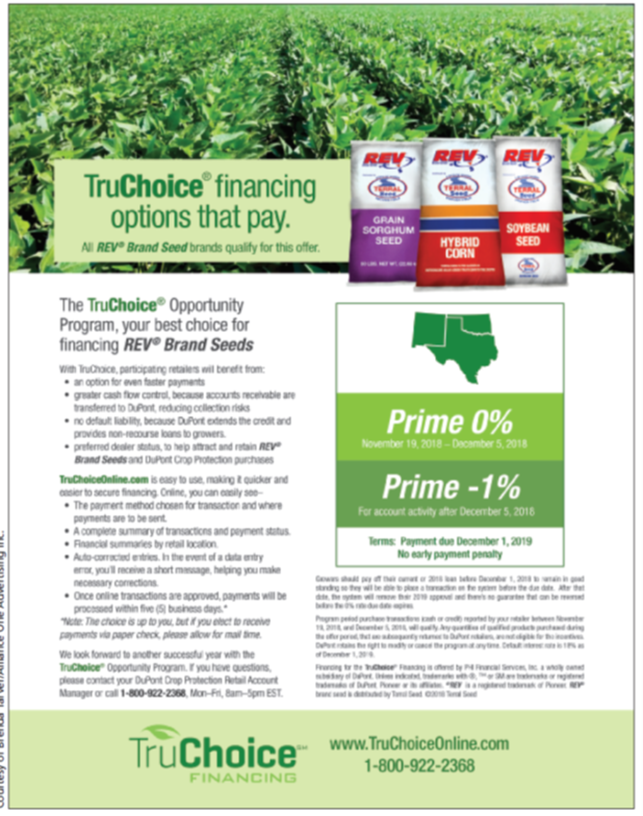 TruChoice® financing
options that pay.
All REV® Brand Seed brands qualify for this offer.
REV
TERRAL
Seed
GRAIN
SORGHUM
SEED
REV
TERRAL
Seed
HYBRID
CORN
REV
TERRAL
Seed
SOYBEAN
SEED
The TruChoice® Opportunity
Program, your best choice for
financing REV® Brand Seeds
With TruChoice, participating retailers will benefit from:
• an option for even faster payments
• greater cash flow control, because accounts receivable are
transferred to DuPont, reducing collection risks
• no default liability, because DuPont extends the credit and
provides non-recourse loans to growers.
• preferred dealer status, to help attract and retain REV®
Brand Seeds and DuPont Crop Protection purchases
TruChoiceOnline.com is easy to use, making it quicker and
easier to secure financing. Online, you can easily see–
• The payment method chosen for transaction and where
payments are to be sent.
• A complete summary of transactions and payment status.
• Financial summaries by retail location.
• Auto-corrected entries. In the event of a data entry
error, you'll receive a short message, helping you make
necessary corrections.
• Once online transactions are approved, payments will be
processed within five (5) business days.*
*Note: The choice is up to you, but if you elect to receive
payments via paper check, please allow for mail time.
We look forward to another successful year with the
TruChoice® Opportunity Program. If you have questions,
please contact your DuPont Crop Protection Retail Account
Manager or call 1-800-922-2368, Mon–Fri, 8am–5pm EST.
Prime 0%
November 19, 2018 – December 5, 2018
Prime -1%
For account activity after December 5, 2018
Terms: Payment due December 1, 2019
No early payment penalty
Growers should pay off their current or 2018 loan before December 1, 2018 to remain in good
standing so they will be able to place a transaction on the system before the due date. After that
date, the system will remove their 2019 approval and there's no guarantee that can be reversed
before the 0% rate due date expires.
Program period purchase transactions (cash or credit) reported by your retailer between November
19, 2018, and December 5, 2018, will qualify. Any quantities of qualified products purchased during
the offer period, that are subsequently returned to DuPont retailers, are not eligible for the incentives.
DuPont retains the right to modify or cancel the program at any time. Default interest rate is 18% as
of December 1, 2018.
Financing for the TruChoice® Financing is offered by PHI Financial Services, Inc. a wholly owned
subsidiary of DuPont. Unless indicated, trademarks with ®, ™ or SM are trademarks or registered
trademarks of DuPont, Pioneer or its affiliates. ®REV is a registered trademark of Pioneer. REV®
brand seed is distributed by Terral Seed. ©2018 Terral Seed
TruChoice SM
FINANCING
www.TruChoiceOnline.com
1-800-922-2368
Courtesy of Brenda Tarver/Alliance One Advertising Inc.